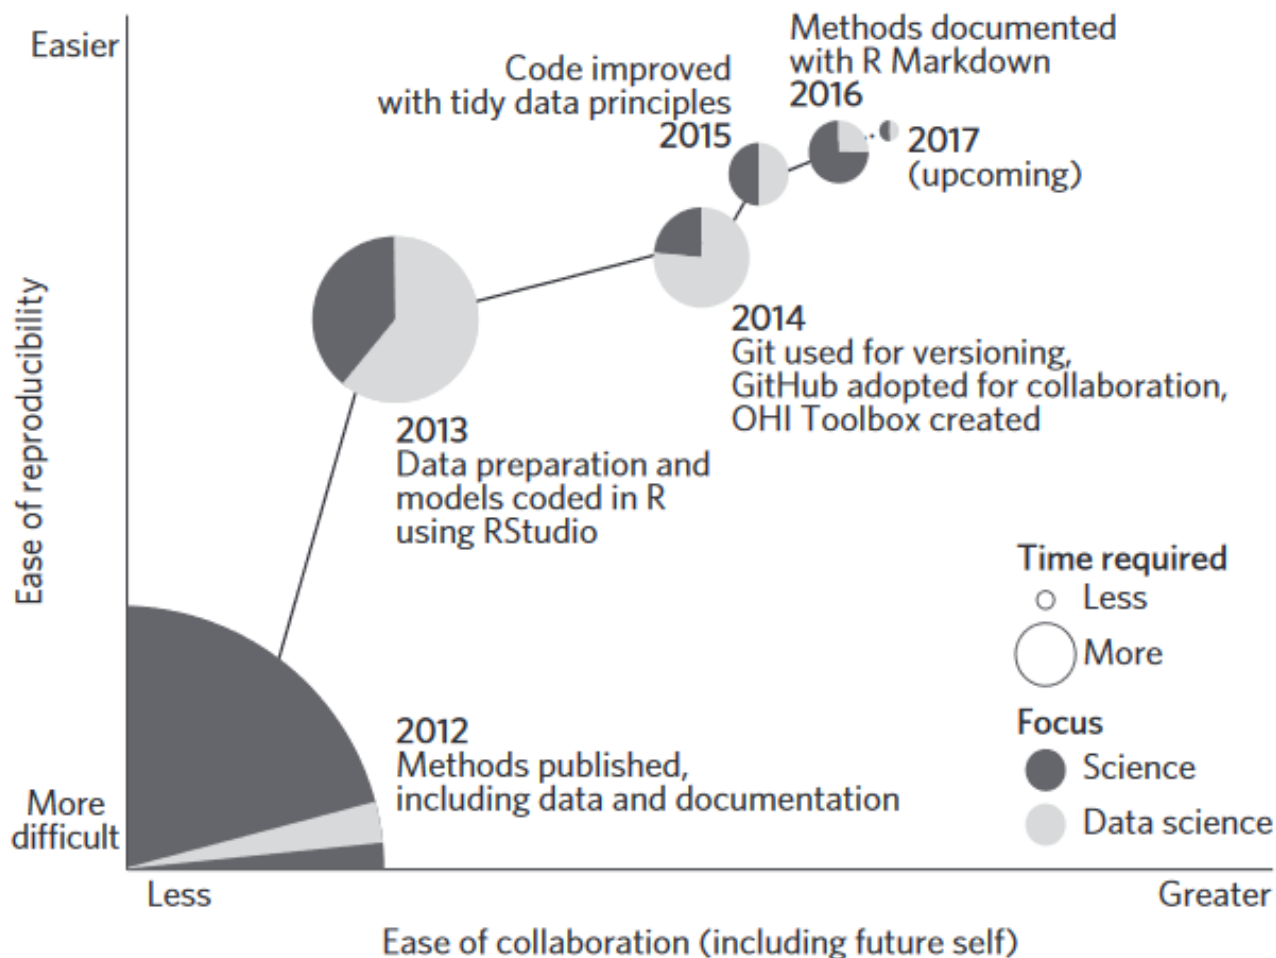 Easier
Methods documented
with R Markdown
2016
Code improved
with tidy data principles
2015
2017
(upcoming)
2014
Git used for versioning,
GitHub adopted for collaboration,
OHI Toolbox created
2013
Data preparation and
models coded in R
using RStudio
Ease of reproducibility
Time required
Less
More
Focus
Science
Data science
2012
Methods published,
including data and documentation
More
difficult
Less
Greater
Ease of collaboration (including future self)